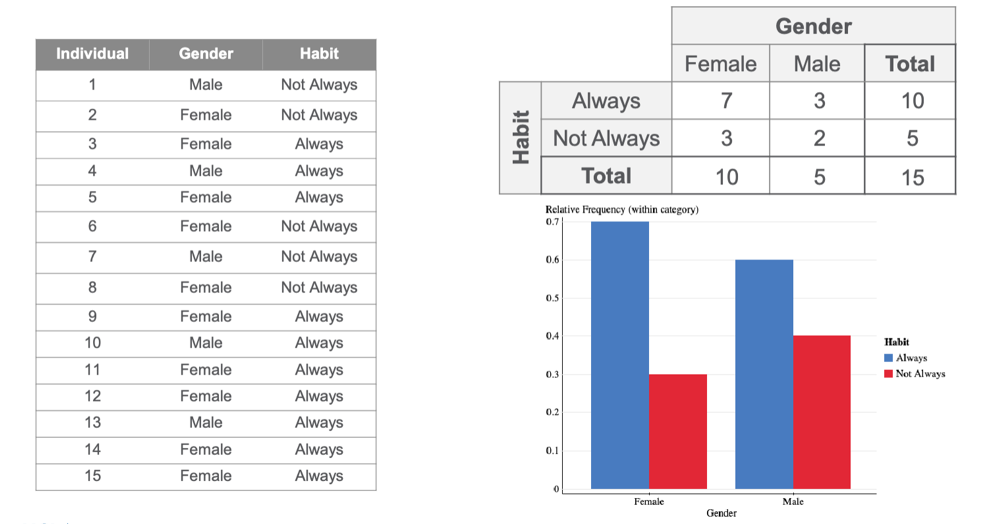 Individual Gender Habit
1 Male Not Always
2 Female Not Always
3 Female Always
4 Male Always
5 Female Always
6 Female Not Always
7 Male Not Always
8 Female Not Always
9 Female Always
10 Male Always
11 Female Always
12 Female Always
13 Male Always
14 Female Always
15 Female Always
Gender
Female Male Total
Habit
Always 7 3 10
Not Always 3 2 5
Total 10 5 15
Relative Frequency (within category)
0.7
0.6
0.5
0.4
0.3
0.2
0.1
0
Female Male
Gender
Habit
Always
Not Always